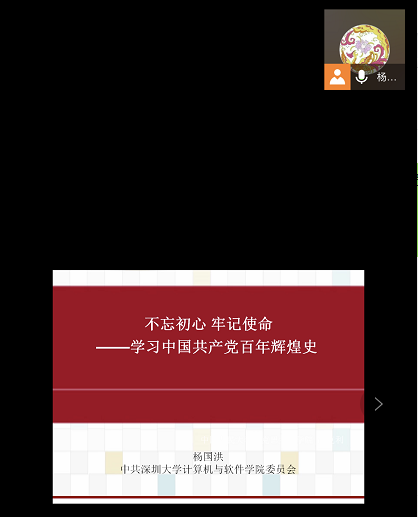 杨...
不忘初心 牢记使命
——学习中国共产党百年辉煌史
杨国洪
中共深圳大学计算机与软件学院委员会